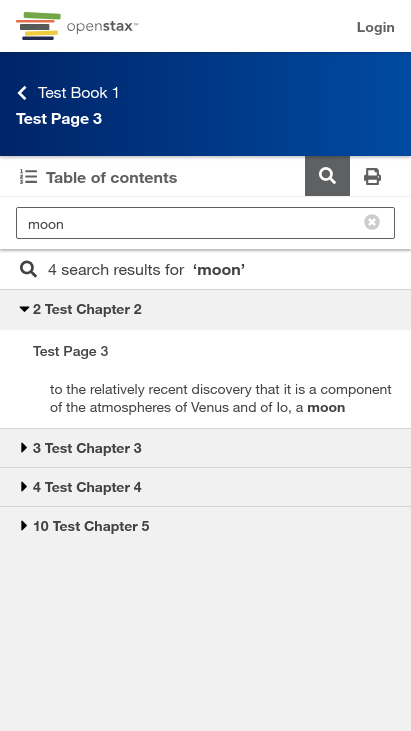 openstax™
Login
Test Book 1
Test Page 3
Table of contents
moon
4 search results for ‘moon’
2 Test Chapter 2
Test Page 3
to the relatively recent discovery that it is a component
of the atmospheres of Venus and of Io, a moon
3 Test Chapter 3
4 Test Chapter 4
10 Test Chapter 5